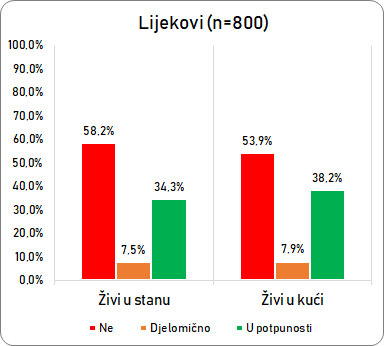 Lijekovi (n=800)
100,0%
90,0%
80,0%
70,0%
60,0%
50,0%
40,0%
30,0%
20,0%
10,0%
0,0%
58,2%
7,5%
34,3%
53,9%
7,9%
38,2%
Živi u stanu
Živi u kući
Ne
Djelomično
U potpunosti